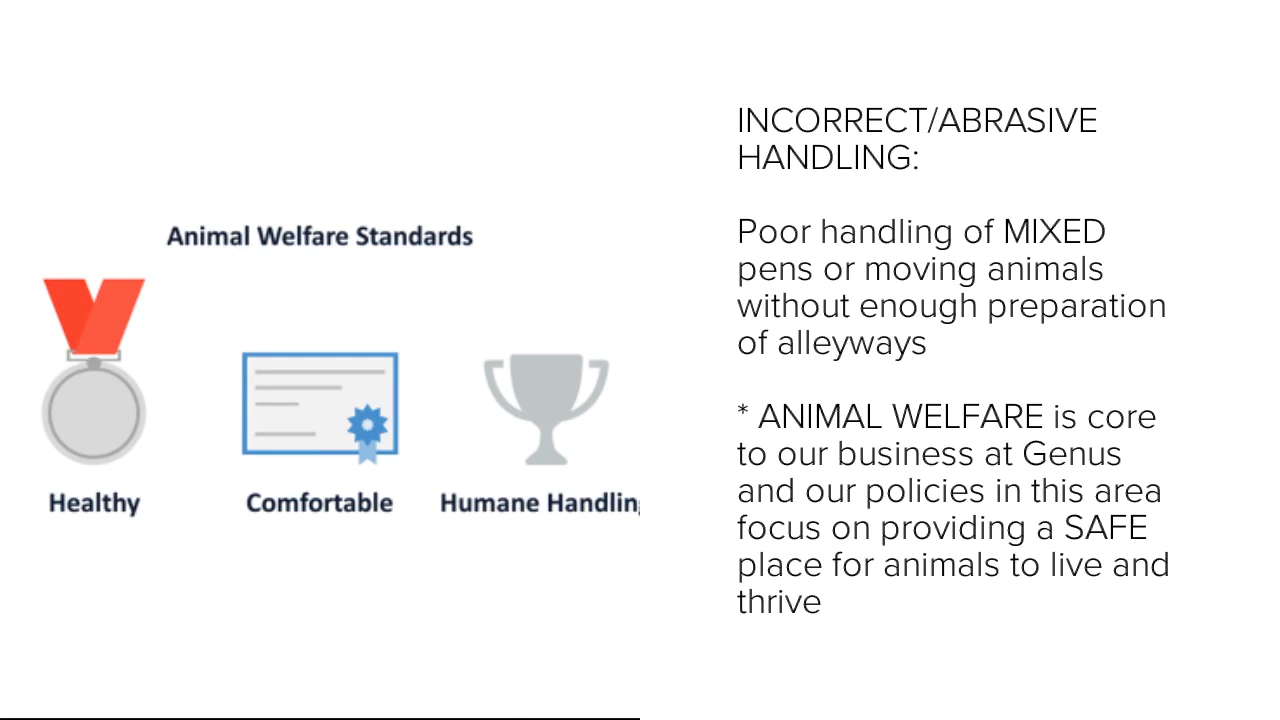 Animal Welfare Standards
Healthy
Comfortable
Humane Handling
INCORRECT/ABRASIVE
HANDLING:
Poor handling of MIXED
pens or moving animals
without enough preparation
of alleyways
* ANIMAL WELFARE is core
to our business at Genus
and our policies in this area
focus on providing a SAFE
place for animals to live and
thrive